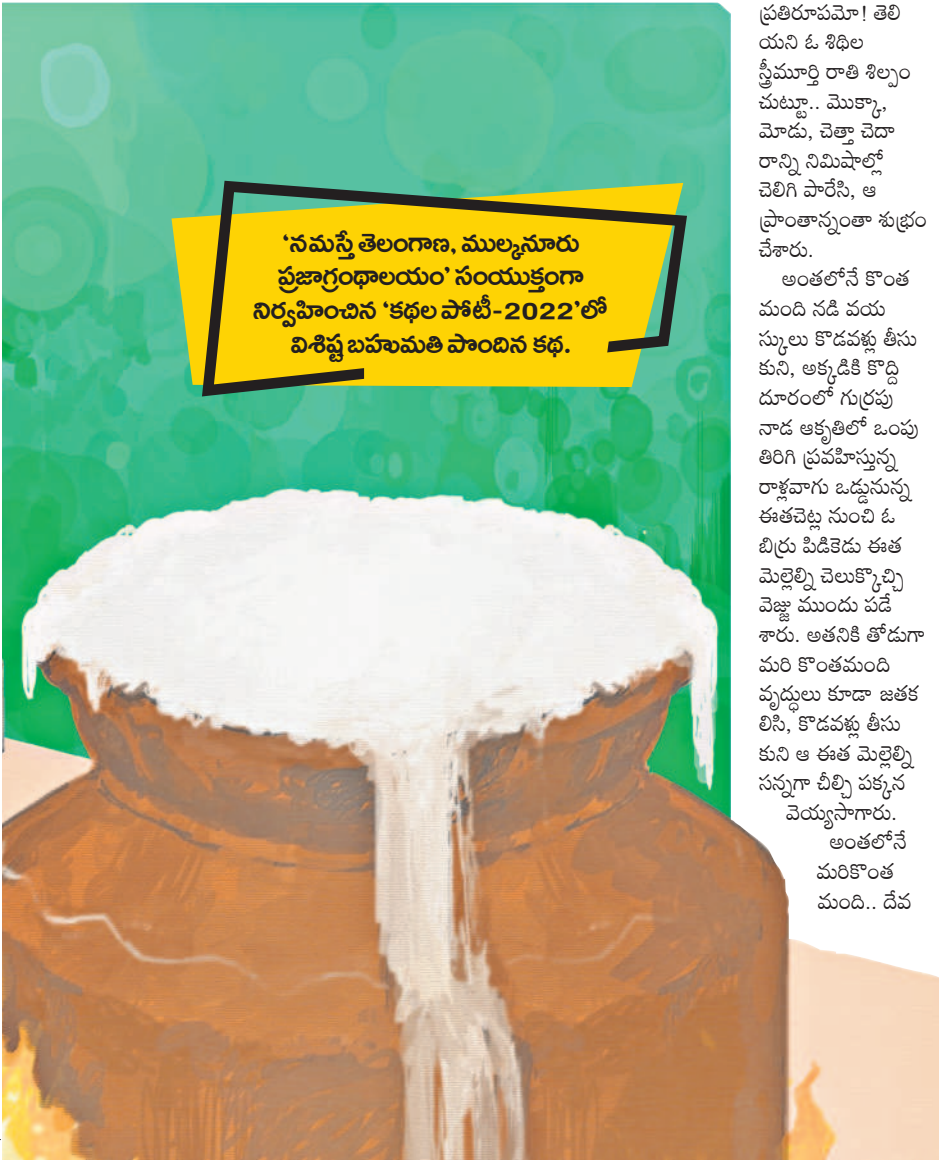 ‘నమస్తే తెలంగాణ, ముల్కనూరు
ప్రజాగ్రంథాలయం’ సంయుక్తంగా
నిర్వహించిన ‘కథల పోటీ-2022’లో
విశిష్ట బహుమతి పొందిన కథ.
ప్రతిరూపమో! తెలి
యని ఓ శిథిల
స్త్రీమూర్తి రాతి శిల్పం
చుట్టూ.. మొక్కా,
మోడు, చెత్తా చెదా
రాన్ని నిమిషాల్లో
చెలిగి పారేసి, ఆ
ప్రాంతాన్నంతా శుభ్రం
చేశారు.
అంతలోనే కొంత
మంది నడి వయ
స్కులు కొడవళ్లు తీసు
కుని, అక్కడికి కొద్ది
దూరంలో గుర్రపు
నాడ ఆకృతిలో ఒంపు
తిరిగి ప్రవహిస్తున్న
రాళ్లవాగు ఒడ్డునున్న
ఈతచెట్ల నుంచి ఓ
బిర్రు పిడికెడు ఈత
మెల్లెల్ని చెలుక్కొచ్చి
వెజ్జు ముందు పడే
శారు. అతనికి తోడుగా
మరి కొంతమంది
వృద్ధులు కూడా జతక
లిసి, కొడవళ్లు తీసు
కుని ఆ ఈత మెల్లెల్ని
సన్నగా చీల్చి పక్కన
వెయ్యసాగారు.
అంతలోనే
మరికొంత
మంది.. దేవ